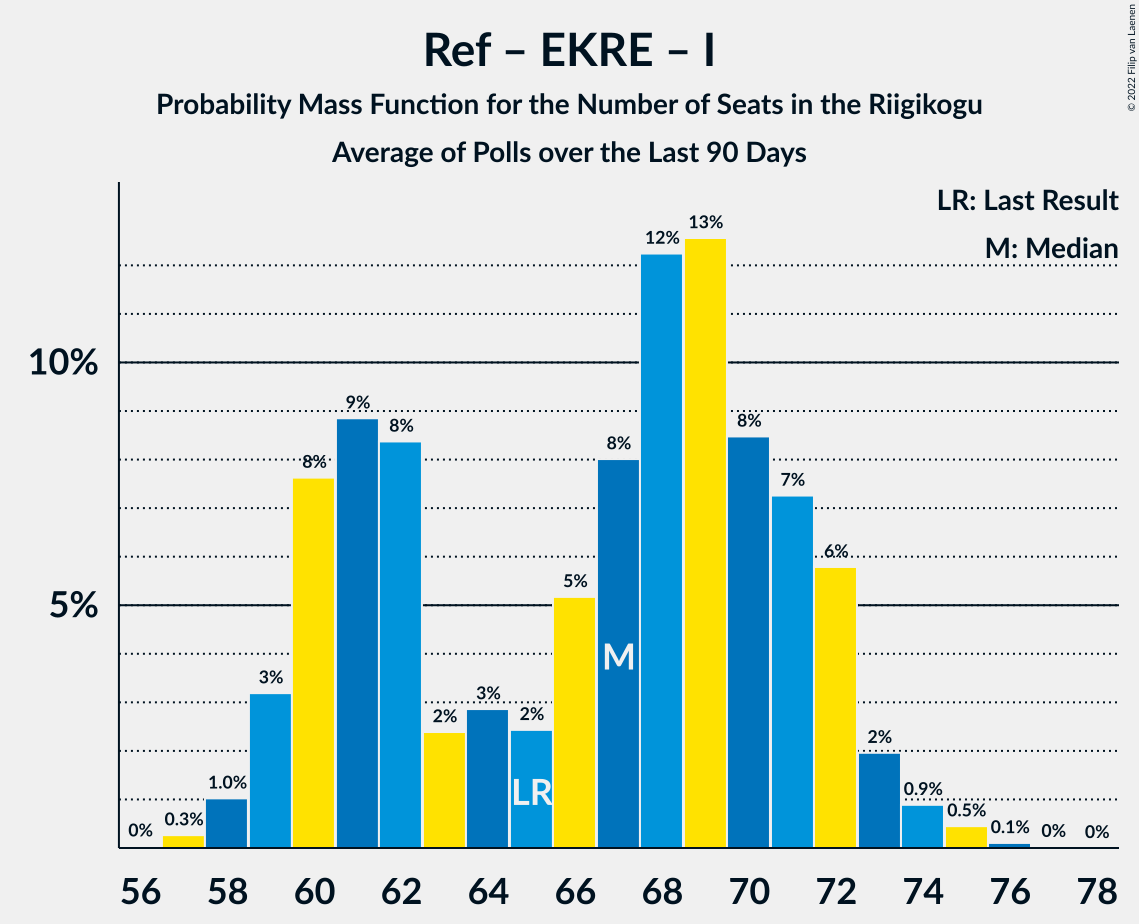 Ref – EKRE – I
Probability Mass Function for the Number of Seats in the Riigikogu
Average of Polls over the Last 90 Days
© 2022 Filip van Laenen
LR: Last Result
M: Median
10%
5%
0% 0.3% 1.0% 3% 8% 9% 8% 2% 3% 2% 5% 8% 12% 13% 8% 7% 6% 2% 0.9% 0.5% 0.1% 0% 0%
M
LR
56 58 60 62 64 66 68 70 72 74 76 78